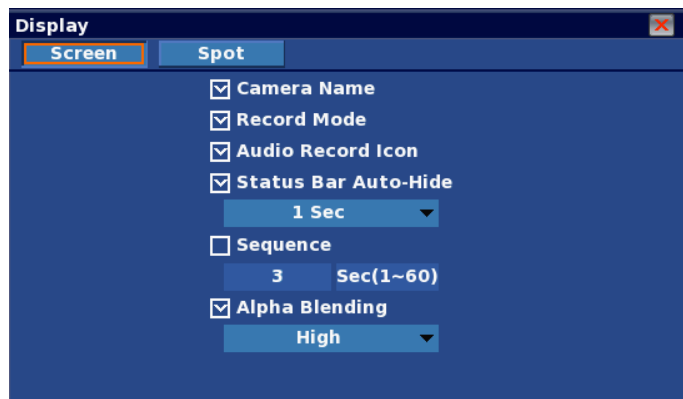 Display
Screen Spot
Camera Name
Record Mode
Audio Record Icon
Status Bar Auto-Hide
1 Sec
Sequence
3 Sec(1~60)
Alpha Blending
High